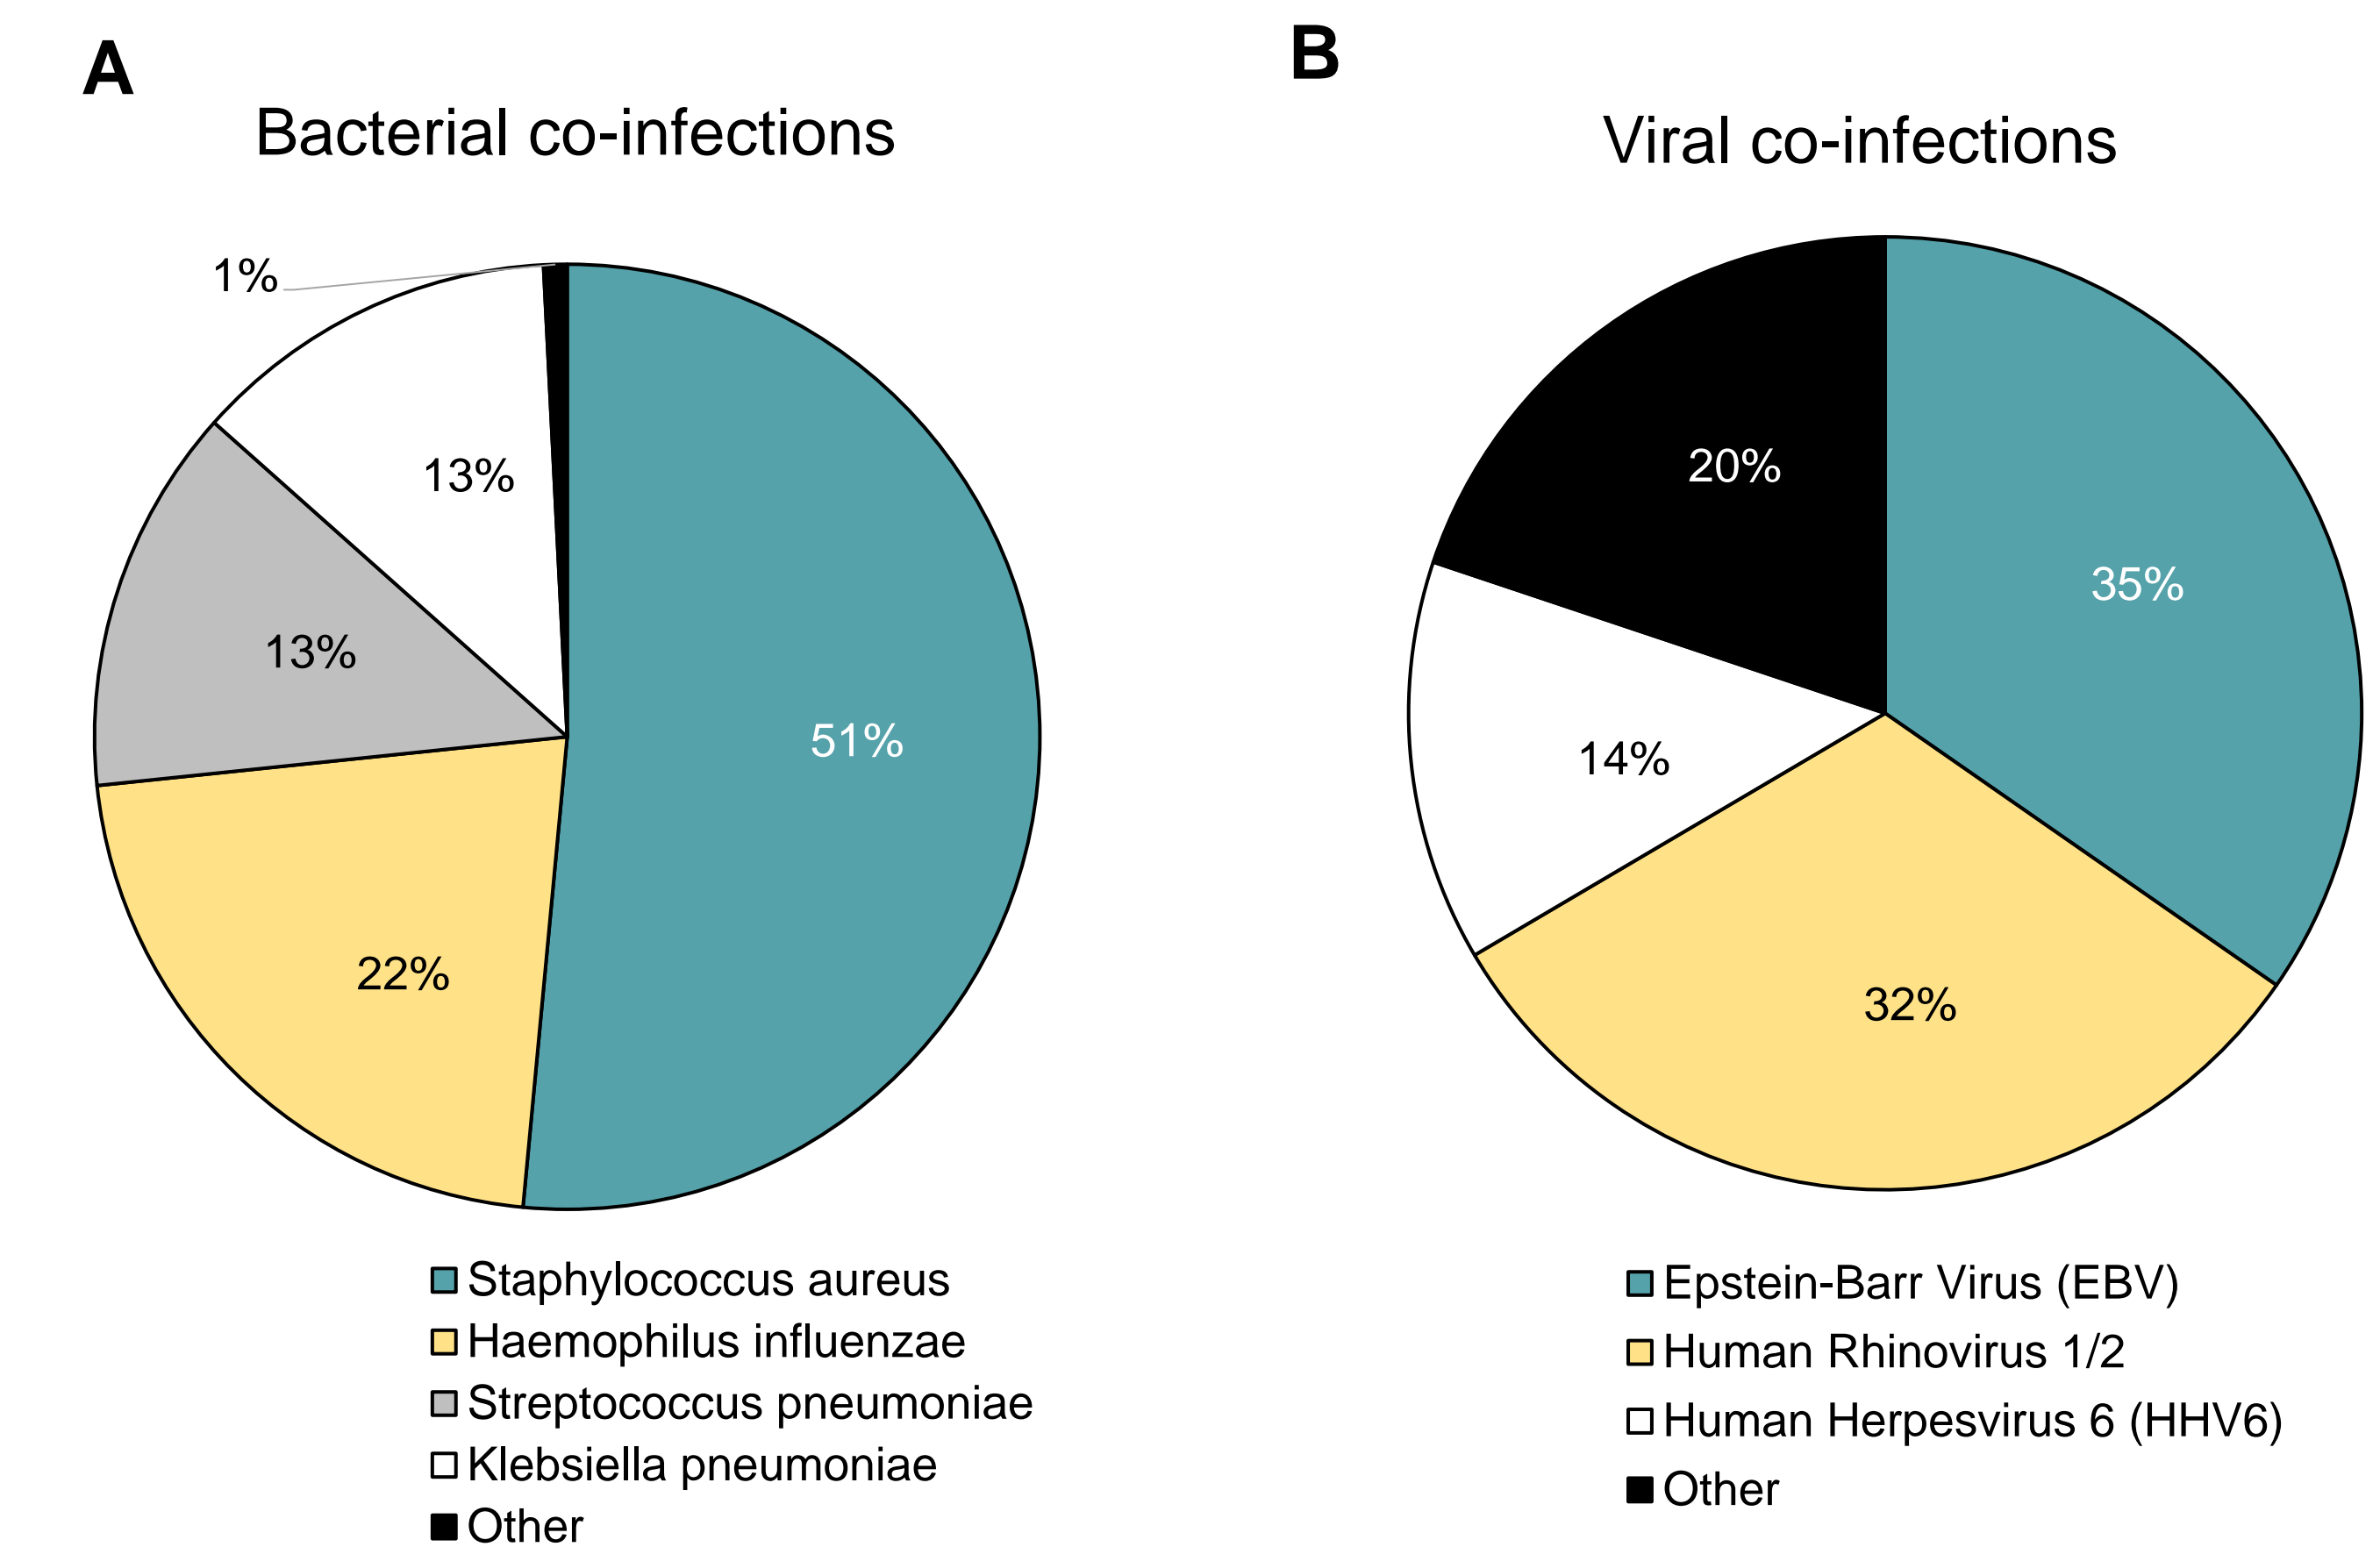 A
Bacterial co-infections
1%
13%
13%
51%
22%
Staphylococcus aureus
Haemophilus influenzae
Streptococcus pneumoniae
Klebsiella pneumoniae
Other
B
Viral co-infections
20%
35%
14%
32%
Epstein-Barr Virus (EBV)
Human Rhinovirus 1/2
Human Herpesvirus 6 (HHV6)
Other